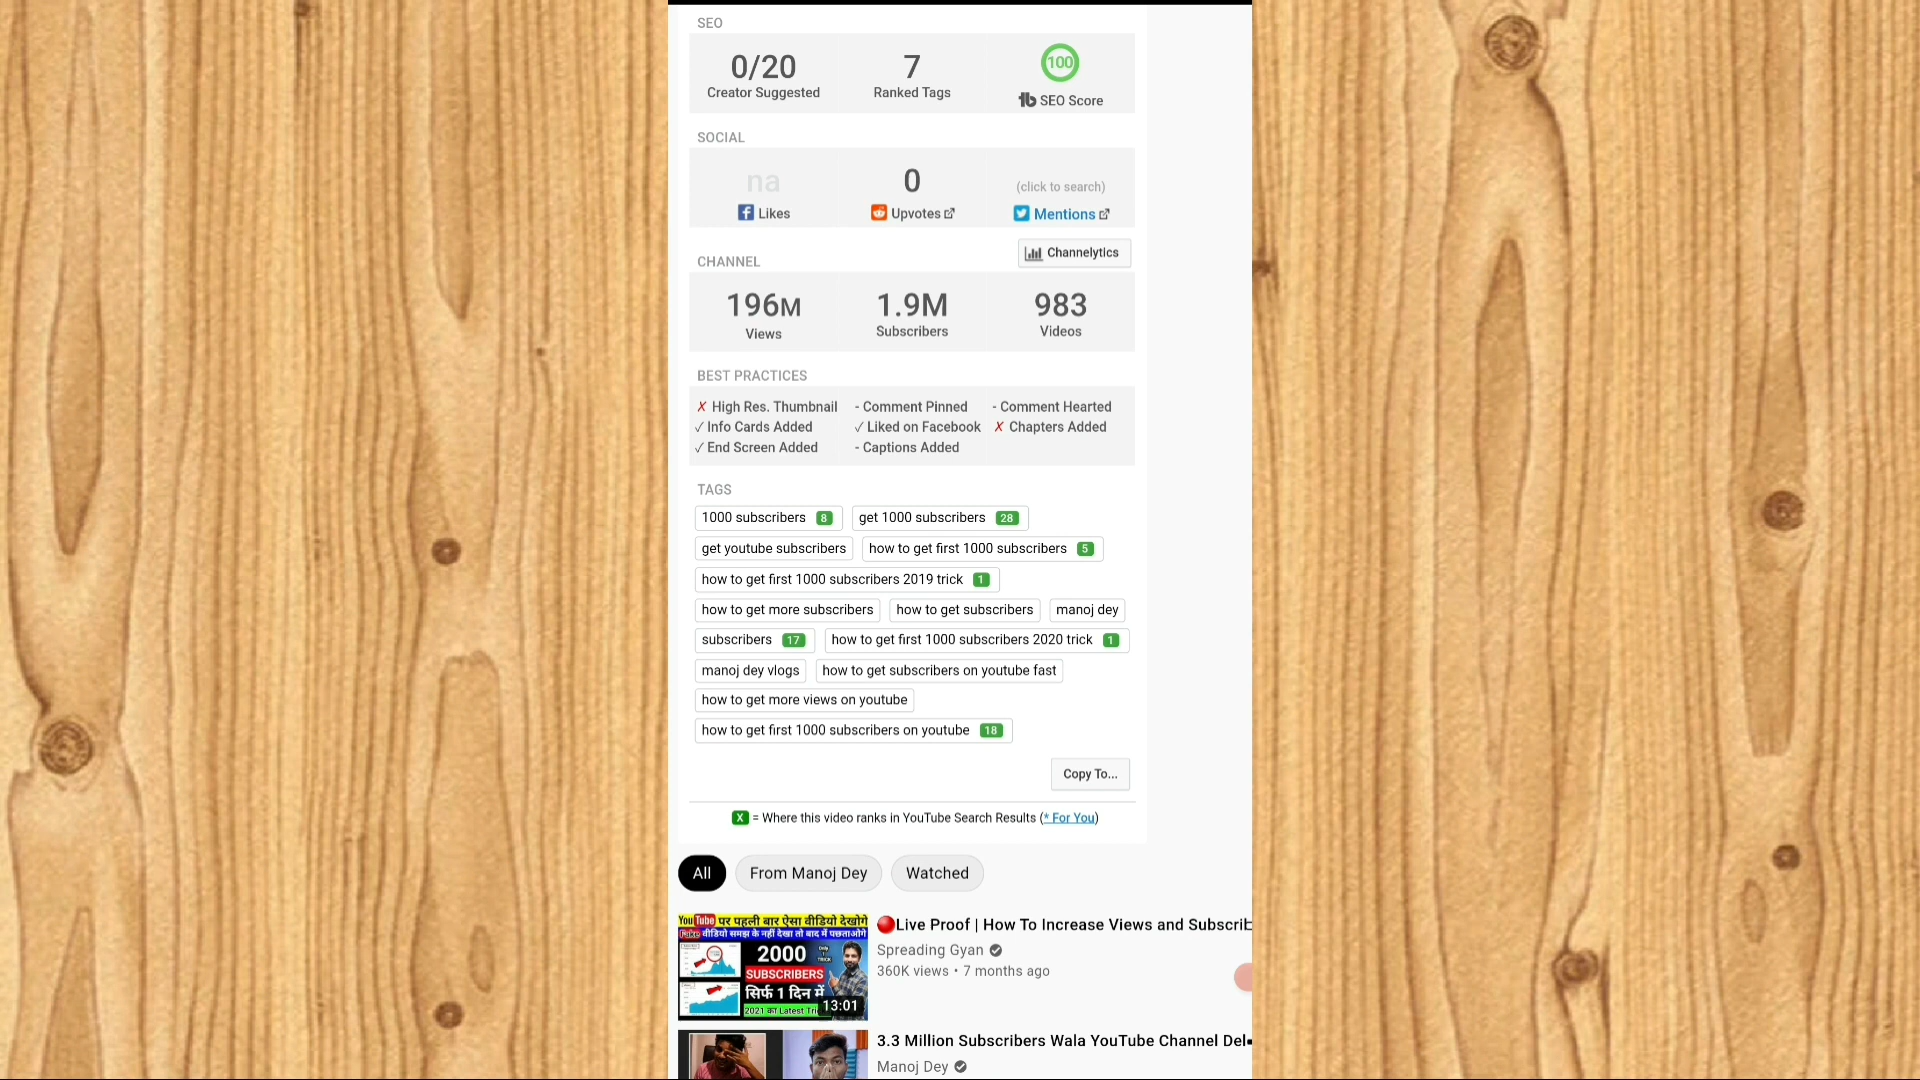 SEO
0/20 7 100
Creator Suggested Ranked Tags SEO Score
SOCIAL
na 0 (click to search)
Likes Upvotes Mentions
CHANNEL Channelytics
196M 1.9M 983
Views Subscribers Videos
BEST PRACTICES
✗ High Res. Thumbnail - Comment Pinned - Comment Hearted
✓ Info Cards Added ✓ Liked on Facebook ✗ Chapters Added
✓ End Screen Added - Captions Added
TAGS
1000 subscribers 8 get 1000 subscribers 28
get youtube subscribers how to get first 1000 subscribers 5
how to get first 1000 subscribers 2019 trick 1
how to get more subscribers how to get subscribers manoj dey
subscribers 17 how to get first 1000 subscribers 2020 trick 1
manoj dey vlogs how to get subscribers on youtube fast
how to get more views on youtube
how to get first 1000 subscribers on youtube 18
Copy To...
X = Where this video ranks in YouTube Search Results (* For You)
All From Manoj Dey Watched
YouTube पर पहली बार ऐसा वीडियो देखोगे
Fake वीडियो समझ के नहीं देखा तो बाद में पछताओगे
2000
SUBSCRIBERS
सिर्फ 1 दिन में
2021 का Latest
13:01
Live Proof | How To Increase Views and Subscrib
Spreading Gyan
360K views • 7 months ago
3.3 Million Subscribers Wala YouTube Channel Del
Manoj Dey